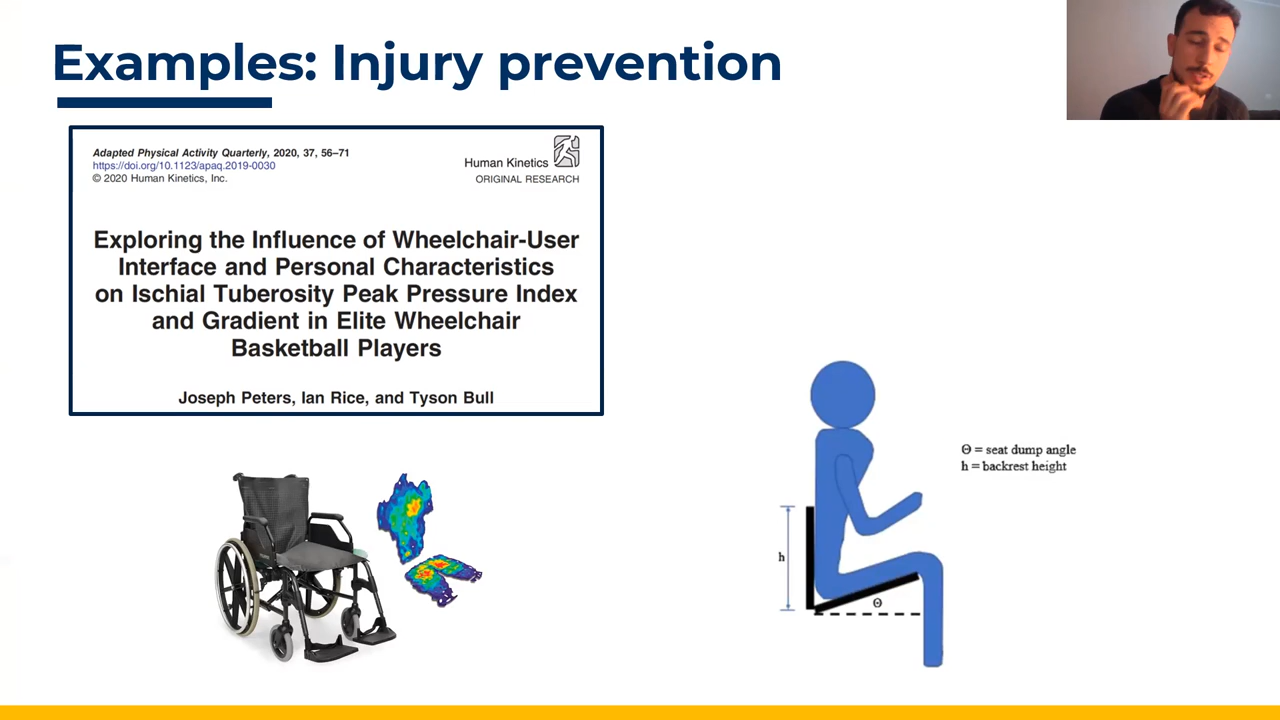 Examples: Injury prevention
Adapted Physical Activity Quarterly, 2020, 37, 56–71
https://doi.org/10.1123/apaq.2019-0030
© 2020 Human Kinetics, Inc.
Human Kinetics
ORIGINAL RESEARCH
Exploring the Influence of Wheelchair-User
Interface and Personal Characteristics
on Ischial Tuberosity Peak Pressure Index
and Gradient in Elite Wheelchair
Basketball Players
Joseph Peters, Ian Rice, and Tyson Bull
Θ = seat dump angle
h = backrest height
h
Θ